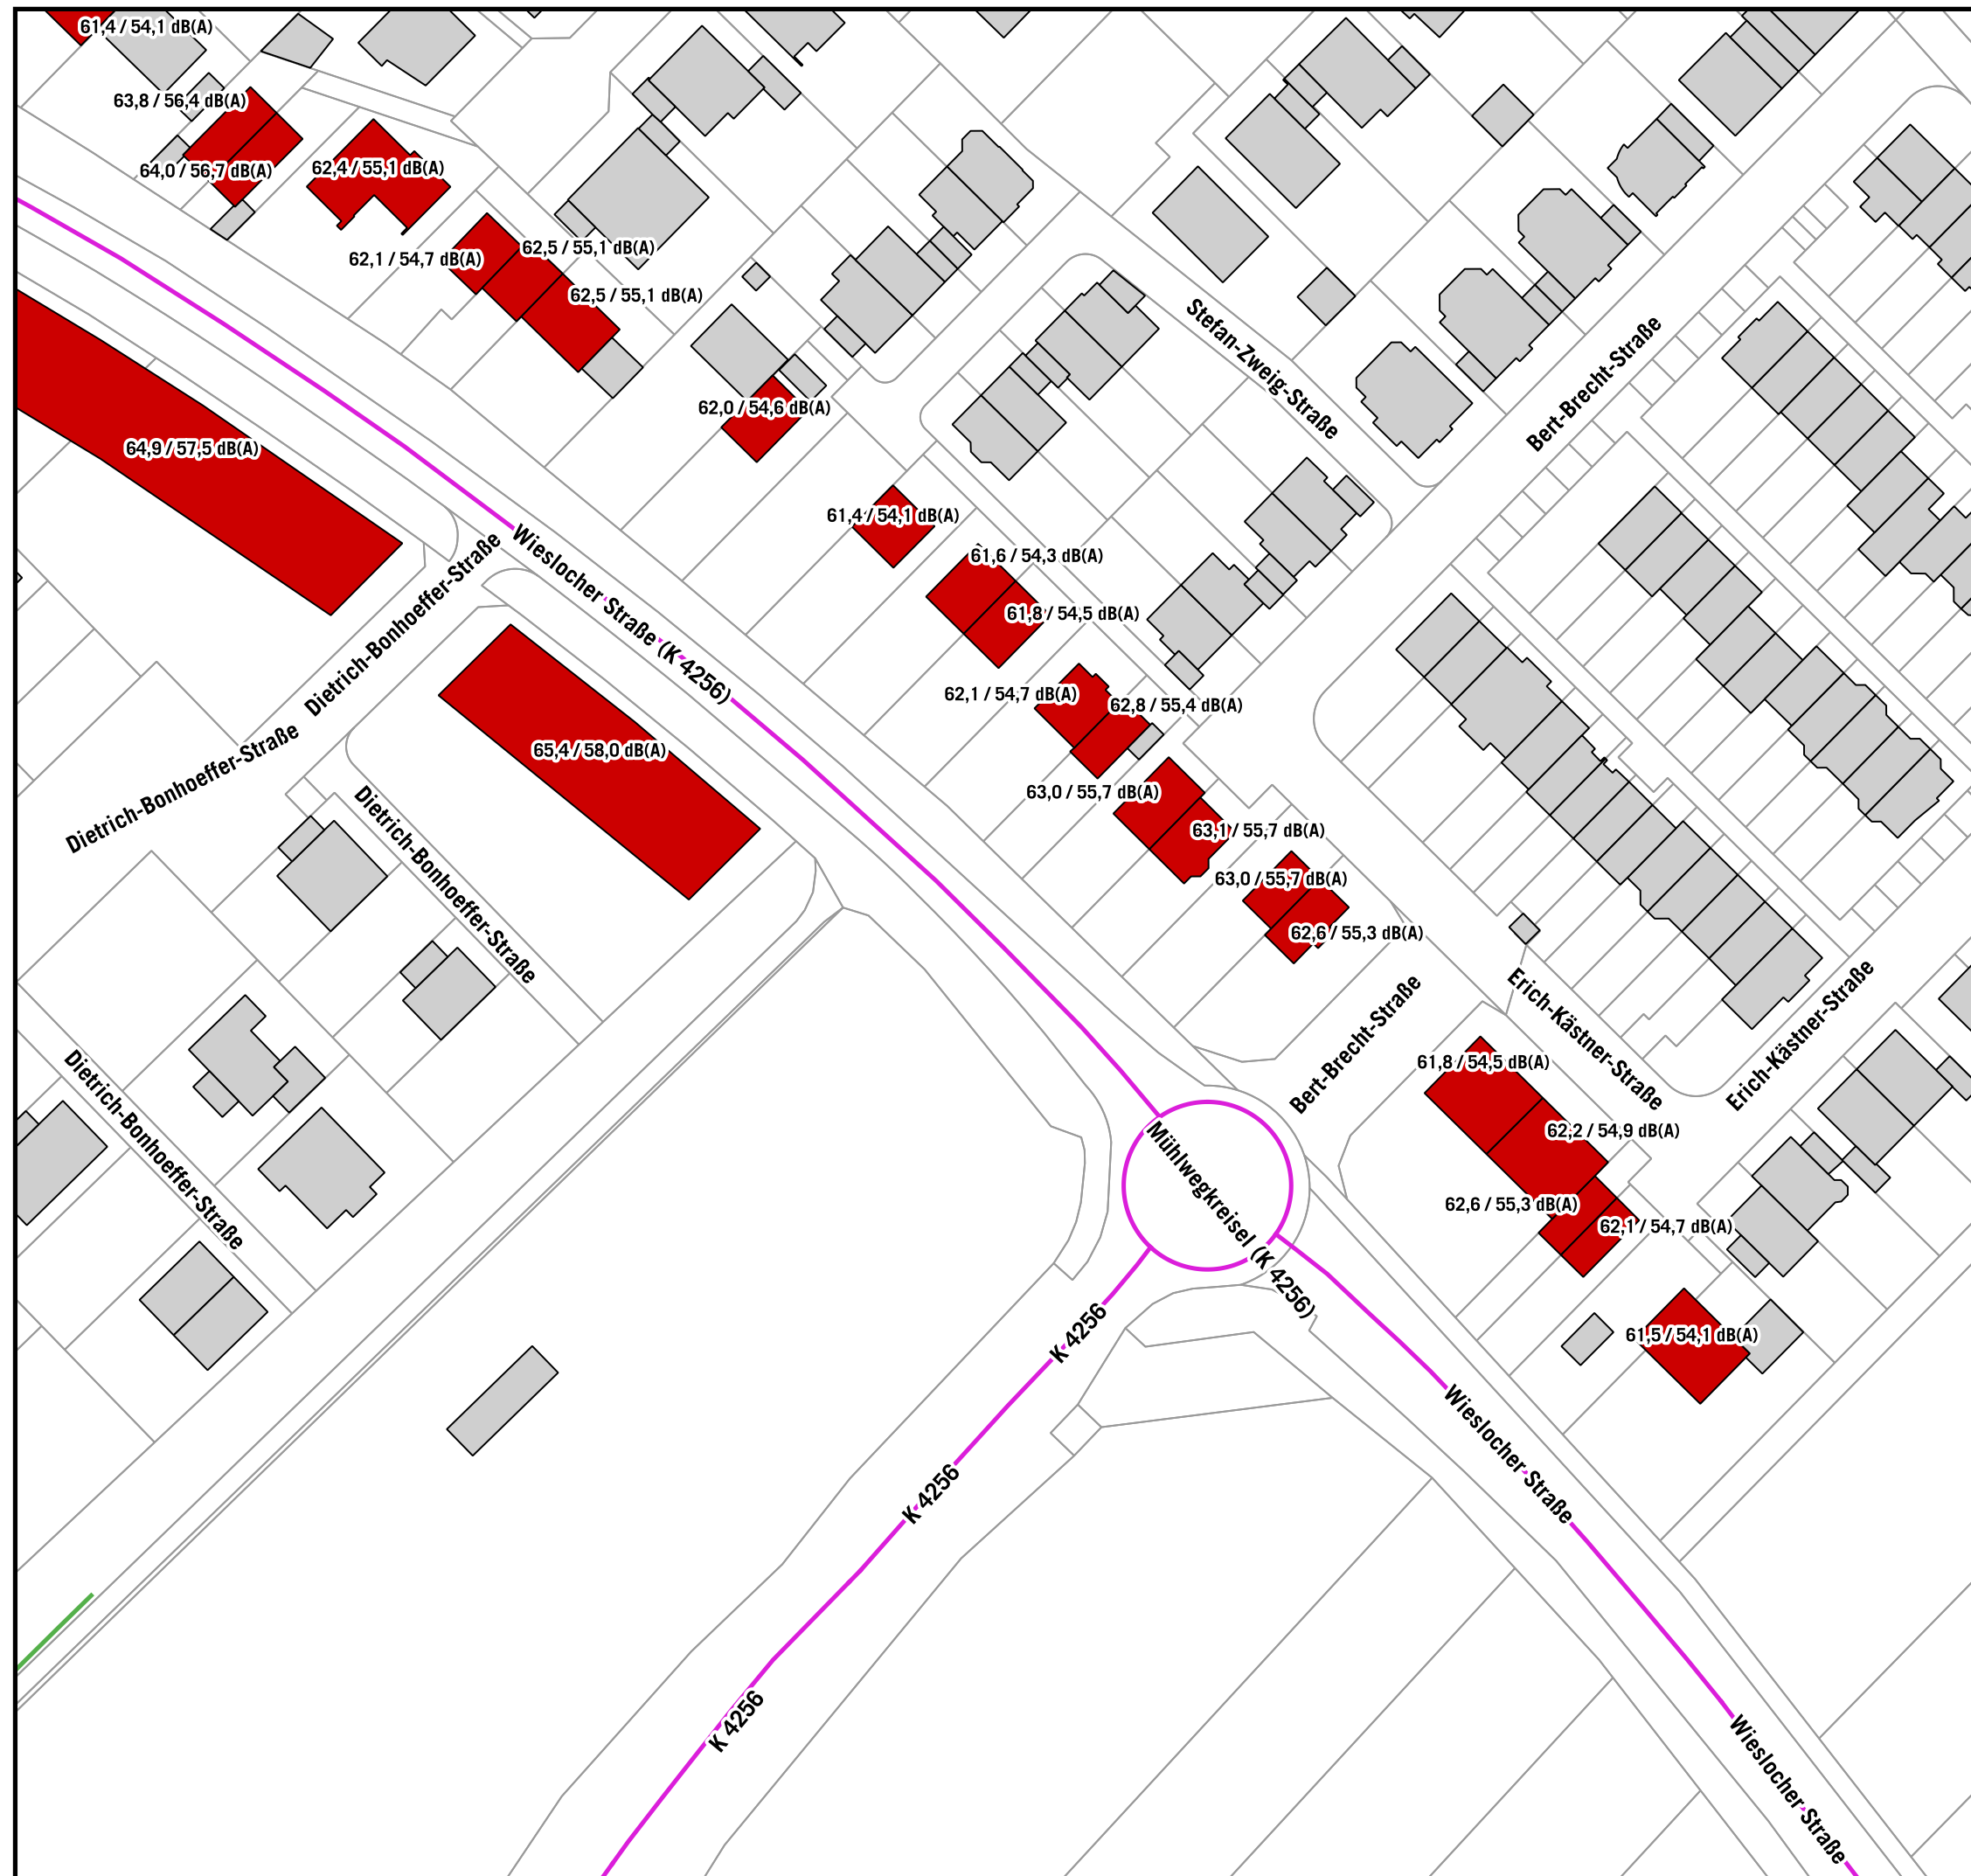 61,4 / 54,1 dB(A)
63,8 / 56,4 dB(A)
64,0 / 56,7 dB(A)
62,4 / 55,1 dB(A)
62,1 / 54,7 dB(A)
62,5 / 55,1 dB(A)
62,5 / 55,1 dB(A)
Stefan-Zweig-Straße
Bert-Brecht-Straße
62,0 / 54,6 dB(A)
64,9 / 57,5 dB(A)
61,4 / 54,1 dB(A)
Wieslocher Straße (K 4256)
Dietrich-Bonhoeffer-Straße
61,6 / 54,3 dB(A)
61,8 / 54,5 dB(A)
62,1 / 54,7 dB(A)
62,8 / 55,4 dB(A)
65,4 / 58,0 dB(A)
Dietrich-Bonhoeffer-Straße
Dietrich-Bonhoeffer-Straße
63,0 / 55,7 dB(A)
63,1 / 55,7 dB(A)
63,0 / 55,7 dB(A)
62,6 / 55,3 dB(A)
Erich-Kästner-Straße
Erich-Kästner-Straße
Bert-Brecht-Straße
61,8 / 54,5 dB(A)
Dietrich-Bonhoeffer-Straße
62,2 / 54,9 dB(A)
Mühlwegkreisel (K 4256)
62,6 / 55,3 dB(A)
62,1 / 54,7 dB(A)
K 4256
61,5 / 54,1 dB(A)
Wieslocher Straße
K 4256
K 4256
Wieslocher Straße